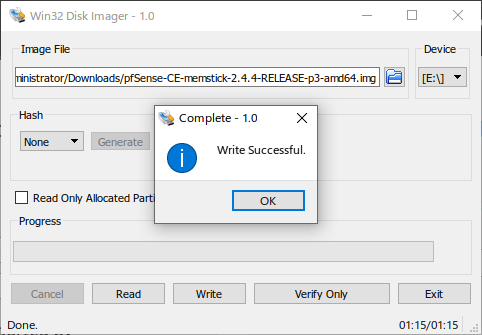 Win32 Disk Imager - 1.0
Image File
Device
ministrator/Downloads/pfSense-CE-memstick-2.4.4-RELEASE-p3-amd64.img
[E:\]
Hash
None
Generate
Complete - 1.0
Write Successful.
OK
Read Only Allocated Parti
Progress
Cancel
Read
Write
Verify Only
Exit
Done.
01:15/01:15